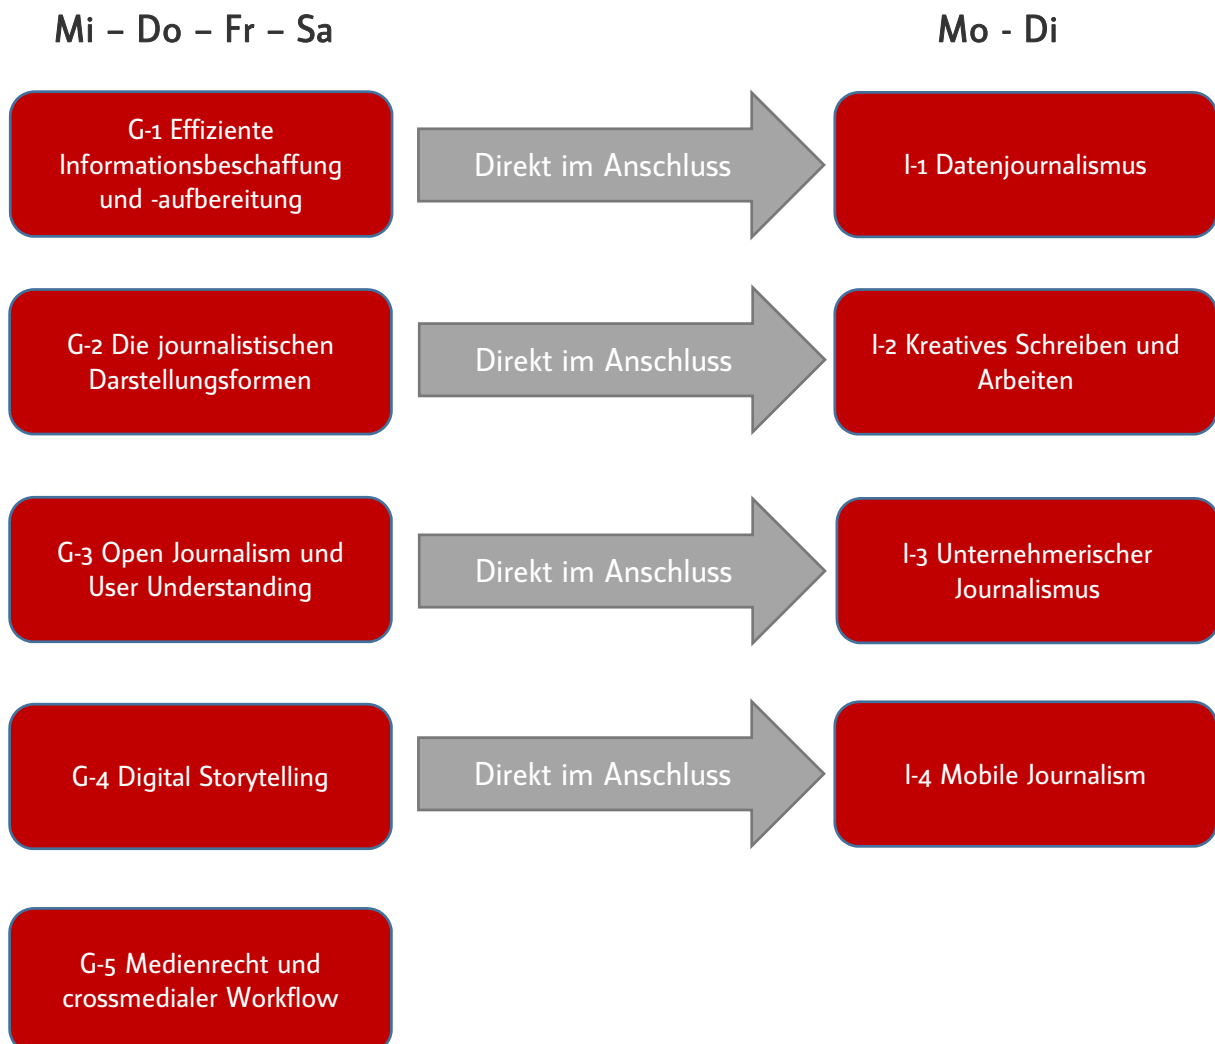 Mi – Do – Fr – Sa
Mo - Di
G-1 Effiziente
Informationsbeschaffung
und -aufbereitung
Direkt im Anschluss
I-1 Datenjournalismus
G-2 Die journalistischen
Darstellungsformen
Direkt im Anschluss
I-2 Kreatives Schreiben und
Arbeiten
G-3 Open Journalism und
User Understanding
Direkt im Anschluss
I-3 Unternehmerischer
Journalismus
G-4 Digital Storytelling
Direkt im Anschluss
I-4 Mobile Journalism
G-5 Medienrecht und
crossmedialer Workflow